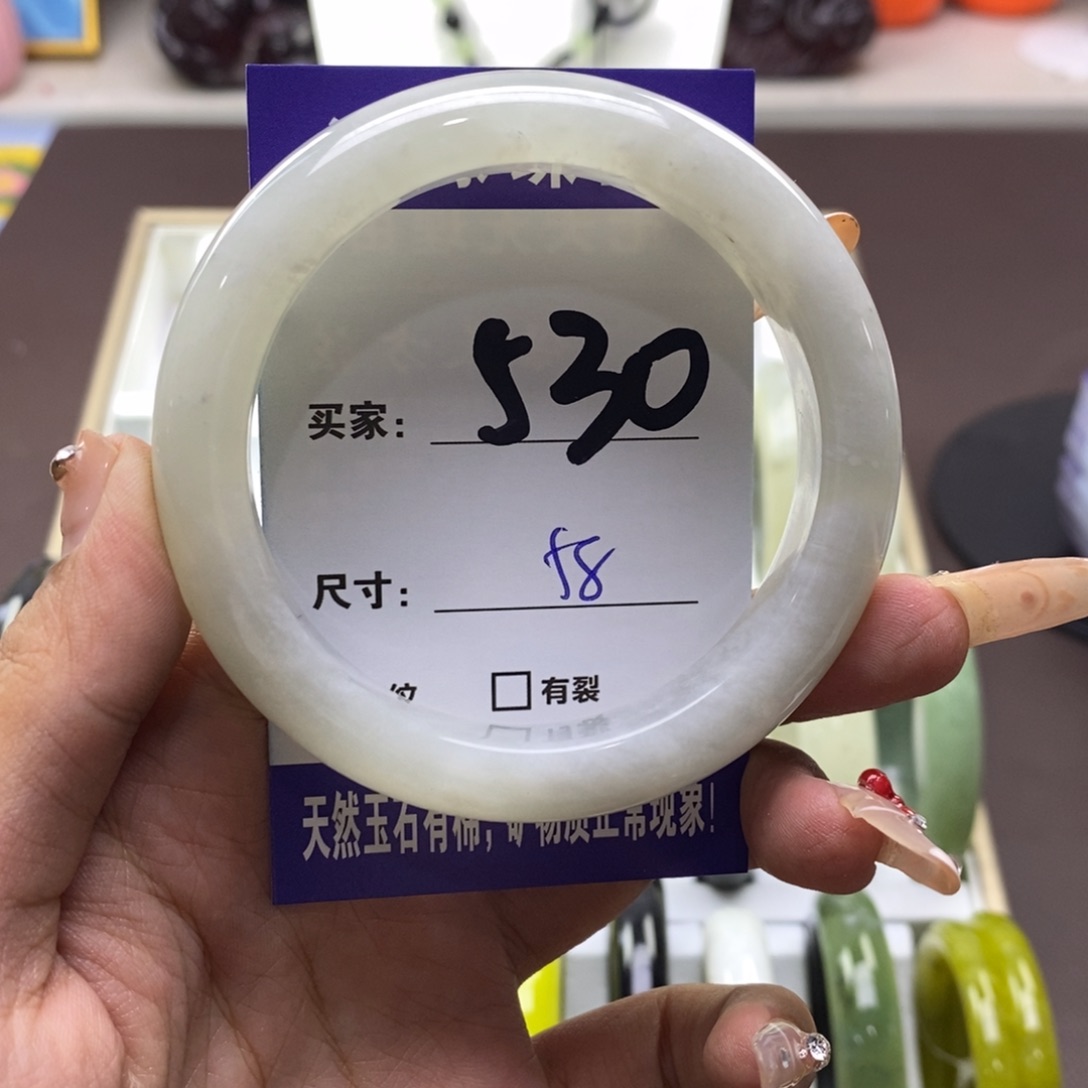 买家: 530
尺寸: 58
纹 □有裂
天然玉石有棉,矿物质正常现象!